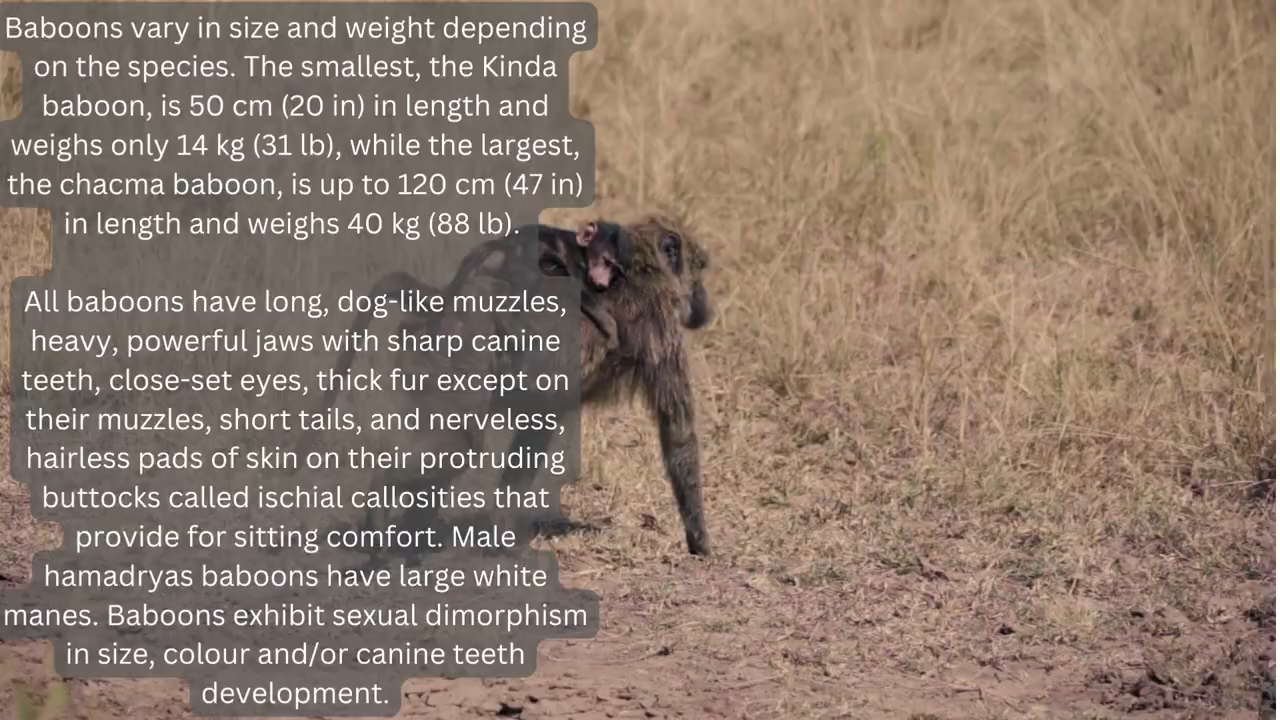 Baboons vary in size and weight depending
on the species. The smallest, the Kinda
baboon, is 50 cm (20 in) in length and
weighs only 14 kg (31 lb), while the largest,
the chacma baboon, is up to 120 cm (47 in)
in length and weighs 40 kg (88 lb).
All baboons have long, dog-like muzzles,
heavy, powerful jaws with sharp canine
teeth, close-set eyes, thick fur except on
their muzzles, short tails, and nerveless,
hairless pads of skin on their protruding
buttocks called ischial callosities that
provide for sitting comfort. Male
hamadryas baboons have large white
manes. Baboons exhibit sexual dimorphism
in size, colour and/or canine teeth
development.